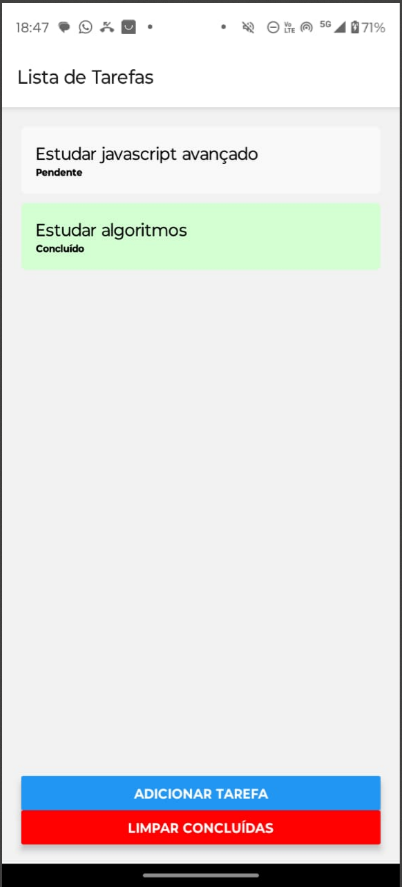 18:47 Vo LTE 5G 71%
Lista de Tarefas
Estudar javascript avançado
Pendente
Estudar algoritmos
Concluído
ADICIONAR TAREFA
LIMPAR CONCLUÍDAS